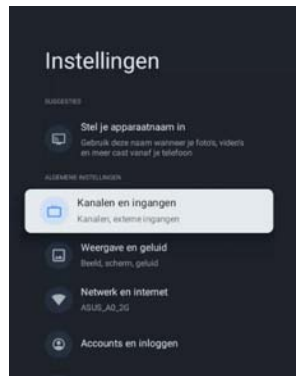 Instellingen
SUGGESTIES
Stel je apparaatnaam in
Gebruik deze naam wanneer je foto's, video's
en meer cast vanaf je telefoon
ALGEMENE INSTELLINGEN
Kanalen en ingangen
Kanalen, externe ingangen
Weergave en geluid
Beeld, scherm, geluid
Netwerk en internet
ASUS_A0_2G
Accounts en inloggen